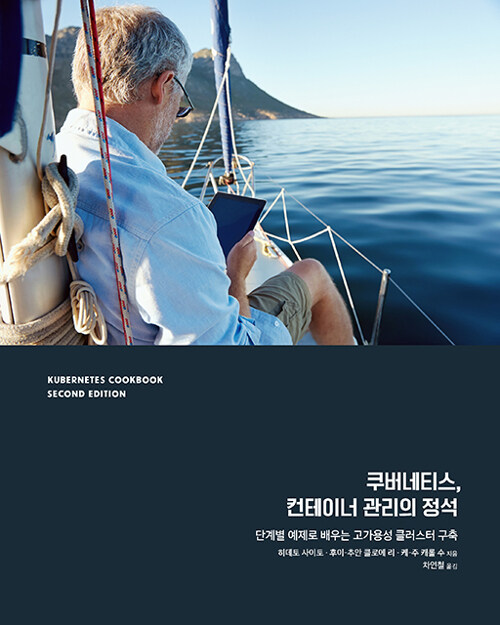 KUBERNETES COOKBOOK
SECOND EDITION
쿠버네티스,
컨테이너 관리의 정석
단계별 예제로 배우는 고가용성 클러스터 구축
히데토 사이토 · 후이-추안 클로에 리 · 케-주 캐롤 수 지음
차연철 옮김